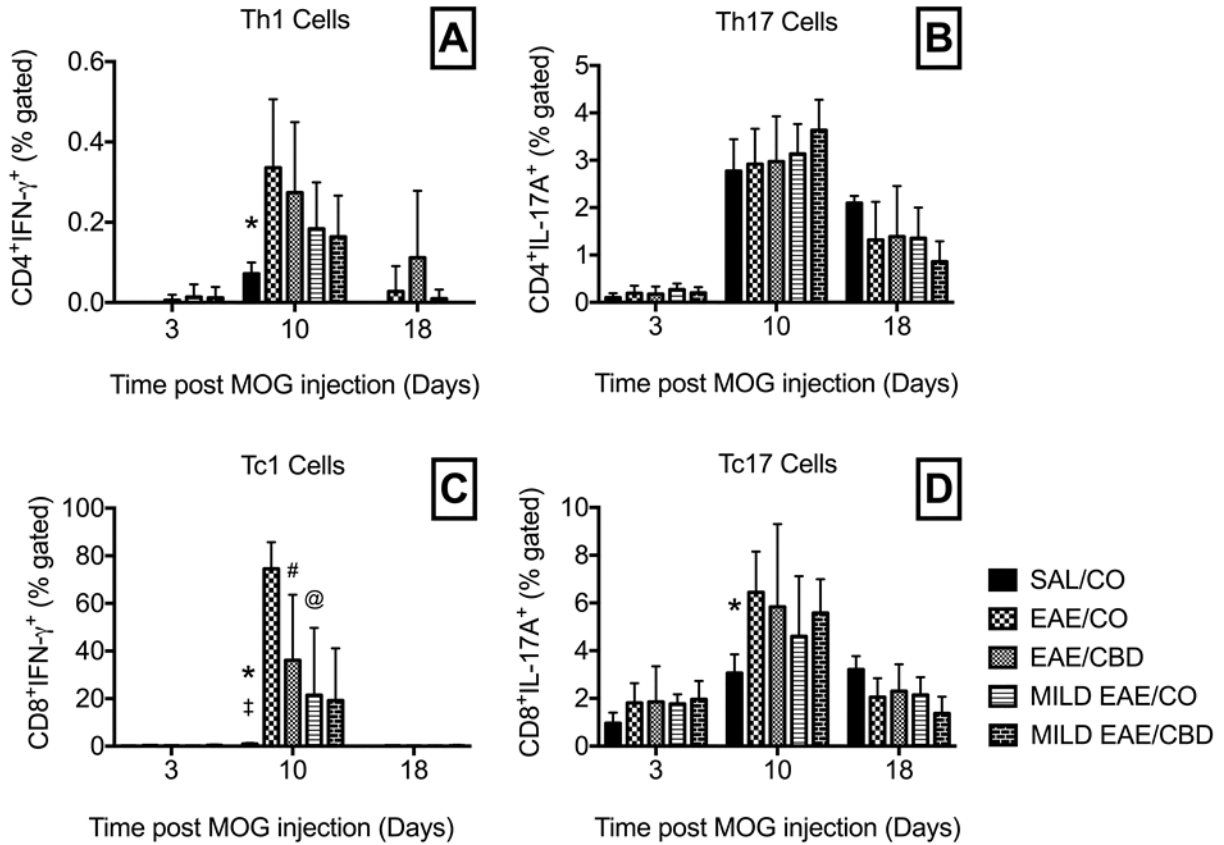 Th1 Cells
A
CD4⁺IFN-γ⁺ (% gated)
0.6
0.4
0.2
0.0
*
3
10
18
Time post MOG injection (Days)
Th17 Cells
B
CD4⁺IL-17A⁺ (% gated)
5
4
3
2
1
0
3
10
18
Time post MOG injection (Days)
Tc1 Cells
C
CD8⁺IFN-γ⁺ (% gated)
100
80
60
40
20
0
#
@
*
‡
3
10
18
Time post MOG injection (Days)
Tc17 Cells
D
CD8⁺IL-17A⁺ (% gated)
10
8
6
4
2
0
*
3
10
18
Time post MOG injection (Days)
SAL/CO
EAE/CO
EAE/CBD
MILD EAE/CO
MILD EAE/CBD